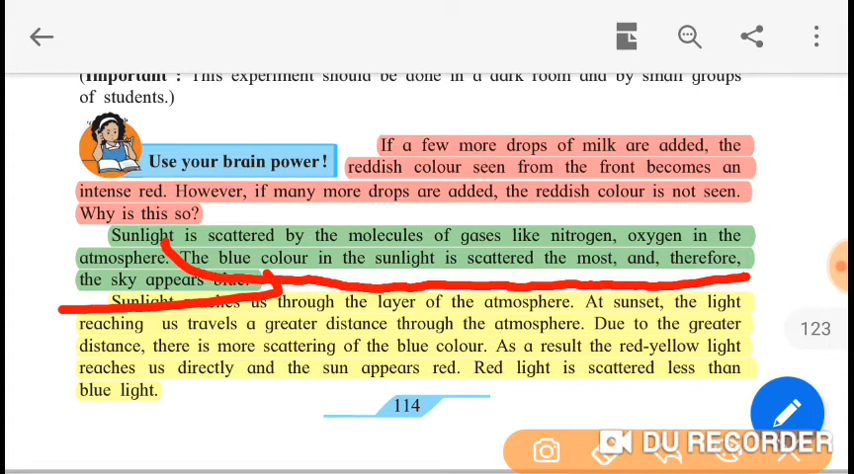 (Important : This experiment should be done in a dark room and by small groups
of students.)
Use your brain power!
If a few more drops of milk are added, the
reddish colour seen from the front becomes an
intense red. However, if many more drops are added, the reddish colour is not seen.
Why is this so?
Sunlight is scattered by the molecules of gases like nitrogen, oxygen in the
atmosphere. The blue colour in the sunlight is scattered the most, and, therefore,
the sky appears blue.
Sunlight reaches us through the layer of the atmosphere. At sunset, the light
reaching us travels a greater distance through the atmosphere. Due to the greater
distance, there is more scattering of the blue colour. As a result the red-yellow light
reaches us directly and the sun appears red. Red light is scattered less than
blue light.
123
114
DU RECORDER